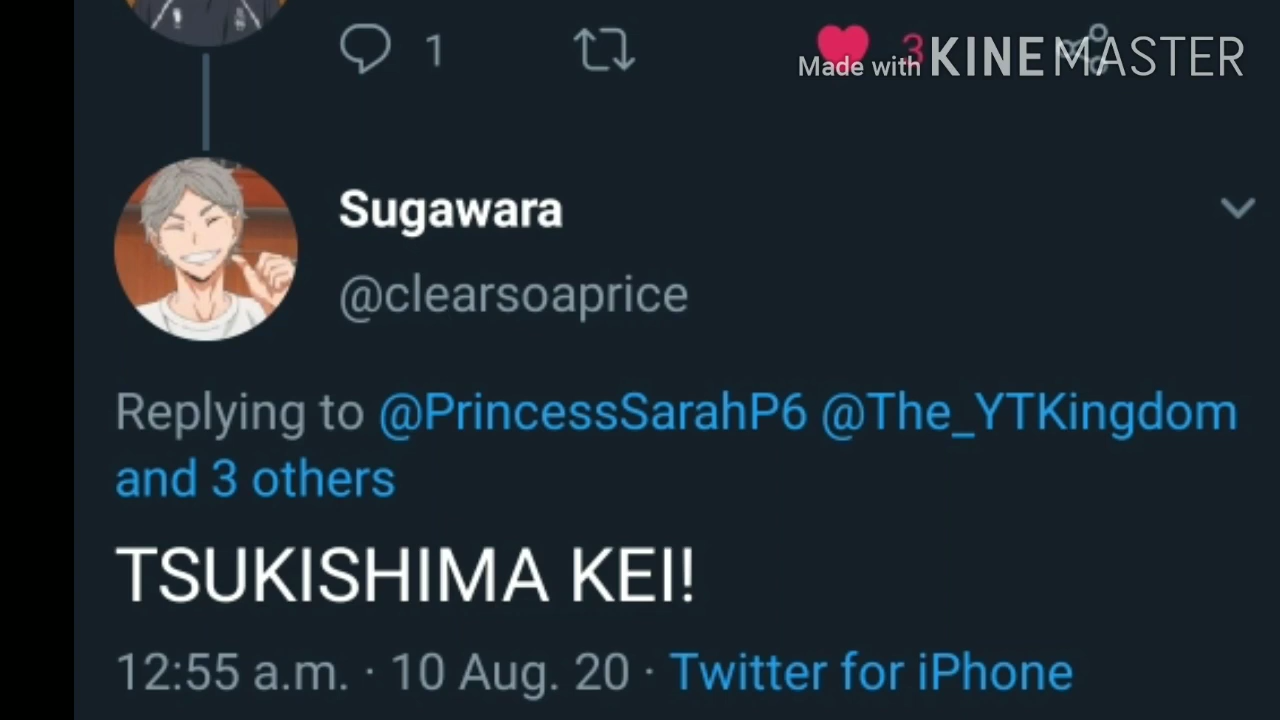 1
3
Made with KINEMASTER
Sugawara
@clearsoaprice
Replying to @PrincessSarahP6 @The_YTKingdom
and 3 others
TSUKISHIMA KEI!
12:55 a.m. · 10 Aug. 20 · Twitter for iPhone